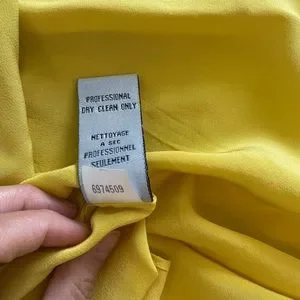 PROFESSIONAL
DRY CLEAN ONLY
NETTOYAGE
A SEC
PROFESSIONNEL
SEULEMENT
6974509